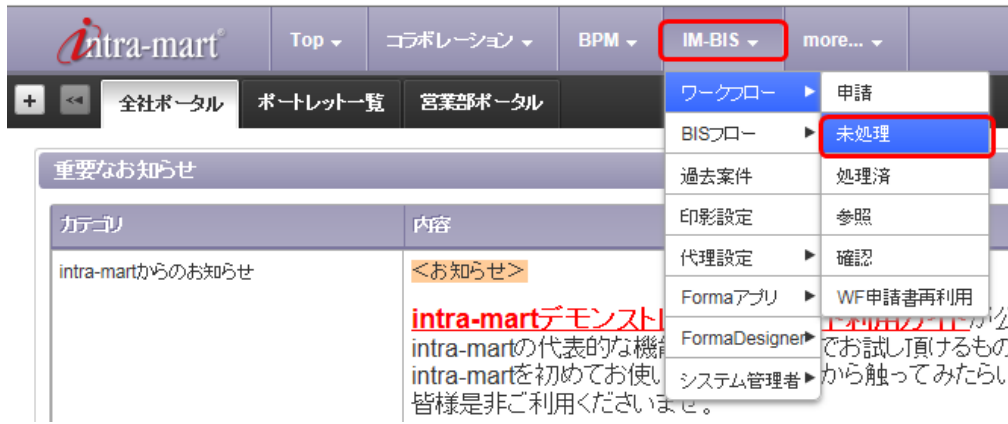 intra-mart® Top コラボレーション BPM IM-BIS more...
全社ポータル ポートレット一覧 営業部ポータル
重要なお知らせ
カテゴリ 内容
intra-martからのお知らせ
<お知らせ>
intra-martデモンスト
intra-martの代表的な機
でお試し頂けるもの
intra-martを初めてお使い
から触ってみたらい
皆様是非ご利用くださいませ。
ワークフロー
BISフロー
過去案件
印影設定
代理設定
Formaアプリ
FormaDesigner
システム管理者
申請
未処理
処理済
参照
確認
WF申請書再利用